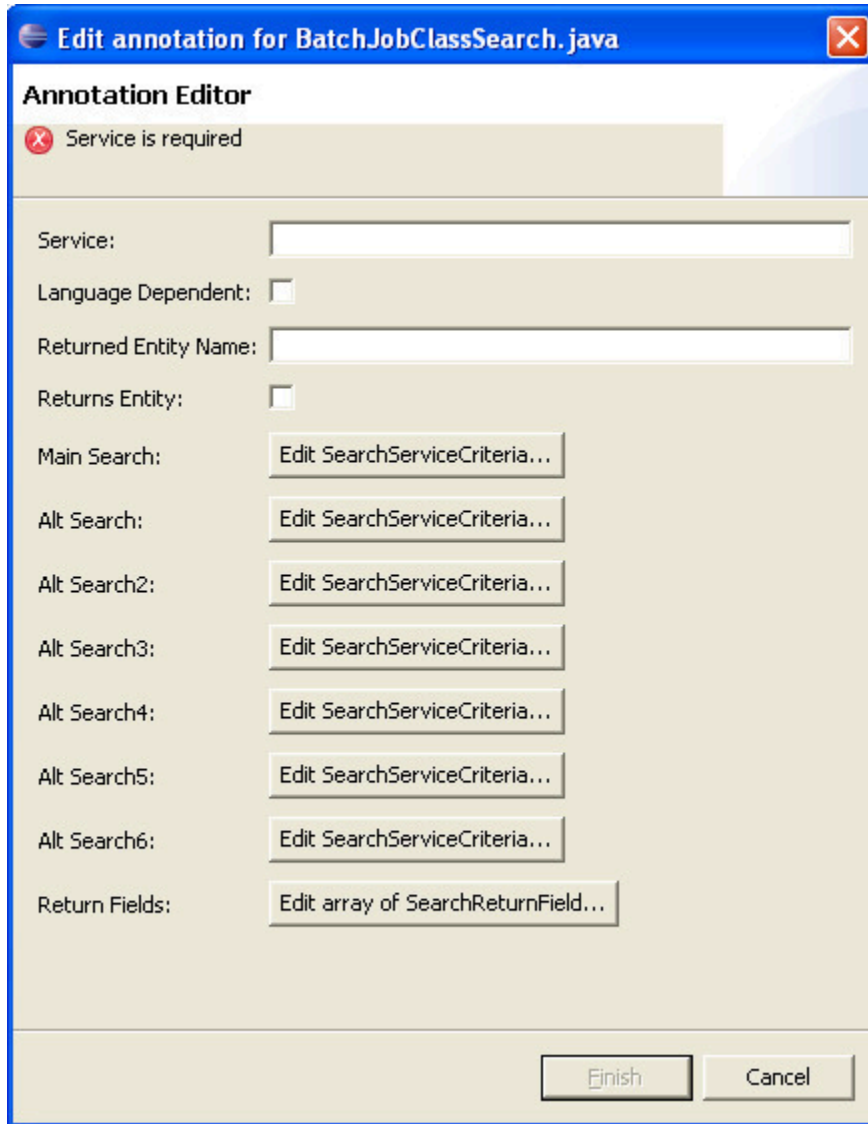 Edit annotation for BatchJobClassSearch.java
Annotation Editor
Service is required
Service:
Language Dependent:
Returned Entity Name:
Returns Entity:
Main Search: Edit SearchServiceCriteria...
Alt Search: Edit SearchServiceCriteria...
Alt Search2: Edit SearchServiceCriteria...
Alt Search3: Edit SearchServiceCriteria...
Alt Search4: Edit SearchServiceCriteria...
Alt Search5: Edit SearchServiceCriteria...
Alt Search6: Edit SearchServiceCriteria...
Return Fields: Edit array of SearchReturnField...
Finish Cancel